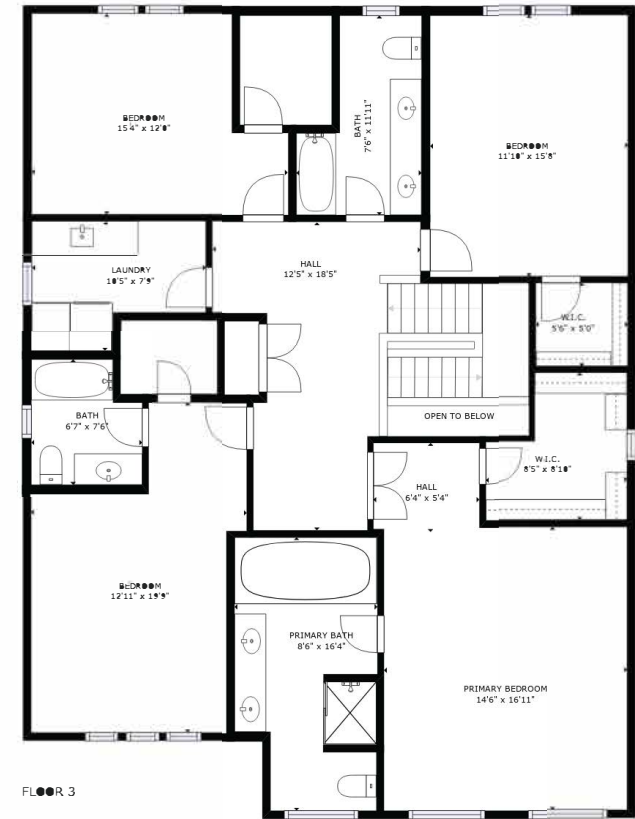 BEDROOM
15'4" x 12'0"
BATH
7'6" x 11'11"
BEDROOM
11'10" x 15'8"
LAUNDRY
10'5" x 7'9"
HALL
12'5" x 18'5"
W.I.C.
5'6" x 5'0"
BATH
6'7" x 7'6"
OPEN TO BELOW
HALL
6'4" x 5'4"
W.I.C.
8'5" x 8'10"
BEDROOM
12'11" x 19'9"
PRIMARY BATH
8'6" x 16'4"
PRIMARY BEDROOM
14'6" x 16'11"
FLOOR 3